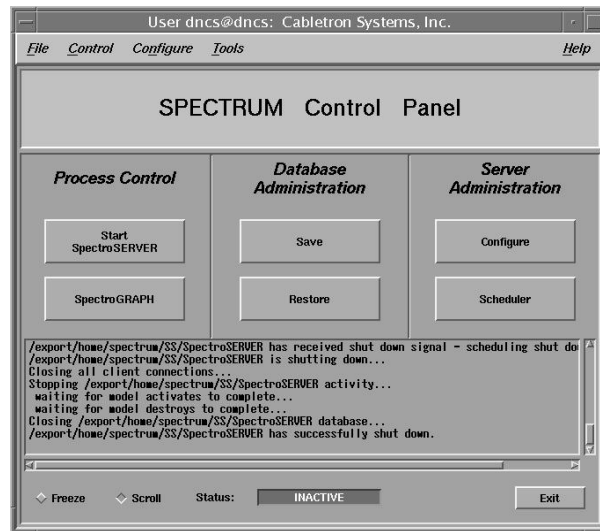 User dncs@dncs: Cabletron Systems, Inc.
File Control Configure Tools Help
SPECTRUM Control Panel
Process Control
Database
Administration
Server
Administration
Start
SpectroSERVER
Save
Configure
SpectroGRAPH
Restore
Scheduler
/export/home/spectrum/SS/SpectroSERVER has received shut down signal - scheduling shut do
/export/home/spectrum/SS/SpectroSERVER is shutting down...
Closing all client connections...
Stopping /export/home/spectrum/SS/SpectroSERVER activity...
waiting for model activates to complete...
waiting for model destroys to complete...
Closing /export/home/spectrum/SS/SpectroSERVER database...
/export/home/spectrum/SS/SpectroSERVER has successfully shut down.
Freeze Scroll Status: INACTIVE Exit